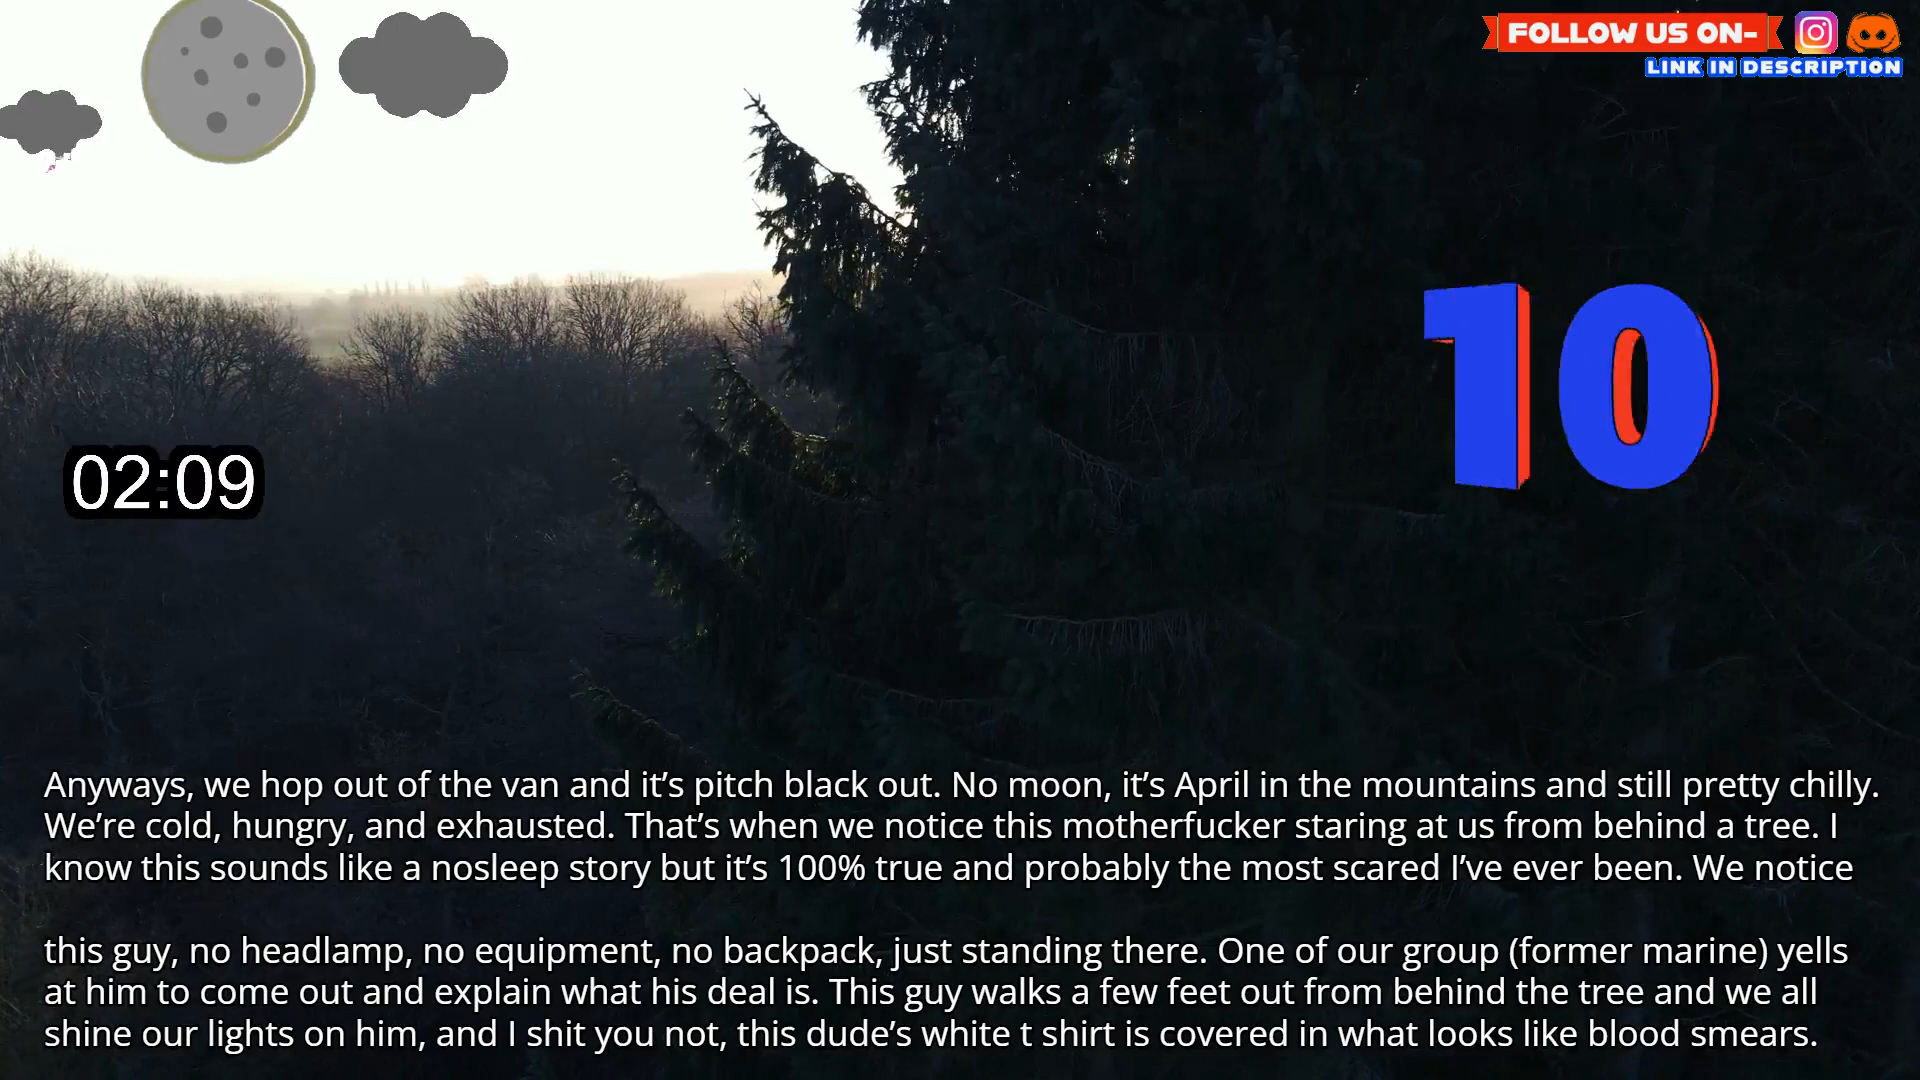 FOLLOW US ON-
LINK IN DESCRIPTION
10
02:09
Anyways, we hop out of the van and it’s pitch black out. No moon, it’s April in the mountains and still pretty chilly.
We’re cold, hungry, and exhausted. That’s when we notice this motherfucker staring at us from behind a tree. I
know this sounds like a nosleep story but it’s 100% true and probably the most scared I’ve ever been. We notice
this guy, no headlamp, no equipment, no backpack, just standing there. One of our group (former marine) yells
at him to come out and explain what his deal is. This guy walks a few feet out from behind the tree and we all
shine our lights on him, and I shit you not, this dude’s white t shirt is covered in what looks like blood smears.